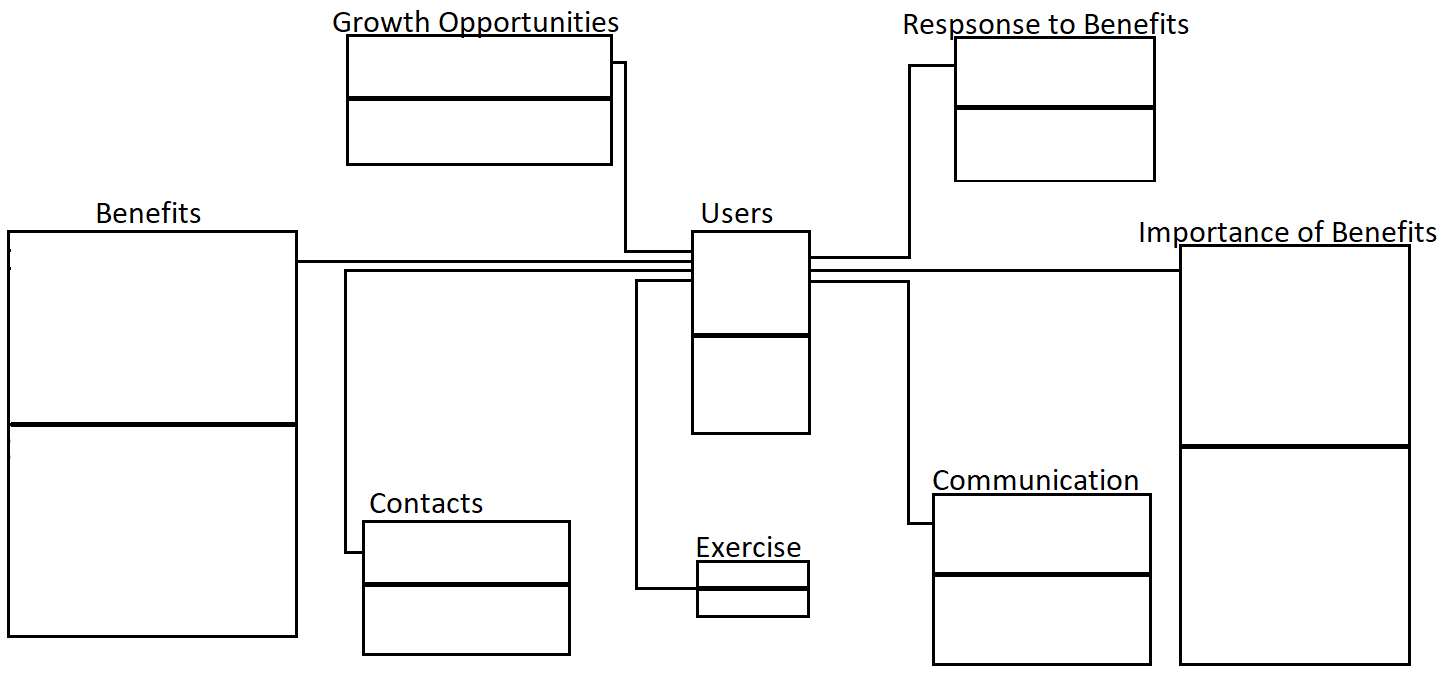 Growth Opportunities
Respsonse to Benefits
Benefits
Users
Importance of Benefits
Contacts
Communication
Exercise